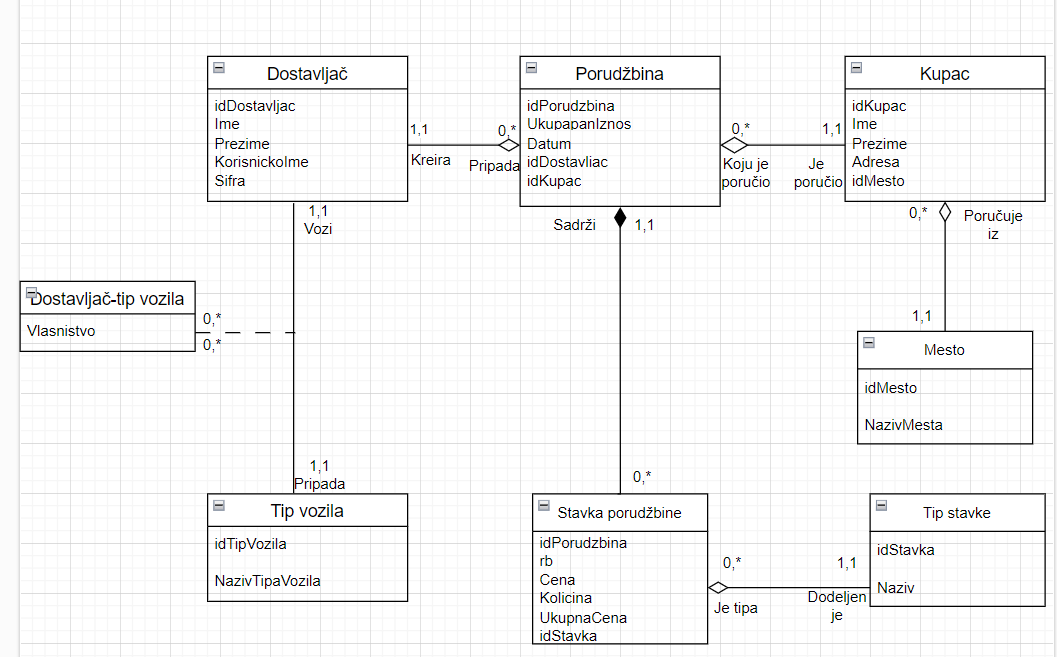 Dostavljač
idDostavljac
Ime
Prezime
KorisnickoIme
Sifra
1,1
Kreira
0,*
Pripada
Porudžbina
idPorudzbina
UkupapanIznos
Datum
idDostavliac
idKupac
0,*
Koju je
poručio
1,1
Je
poručio
Kupac
idKupac
Ime
Prezime
Adresa
idMesto
1,1
Vozi
Sadrži
1,1
0,*
Poručuje
iz
Dostavljač-tip vozila
Vlasnistvo
0,*
0,*
1,1
Mesto
idMesto
NazivMesta
1,1
Pripada
0,*
Tip vozila
idTipVozila
NazivTipaVozila
Stavka porudžbine
idPorudzbina
rb
Cena
Kolicina
UkupnaCena
idStavka
0,*
Je tipa
1,1
Dodeljen
je
Tip stavke
idStavka
Naziv